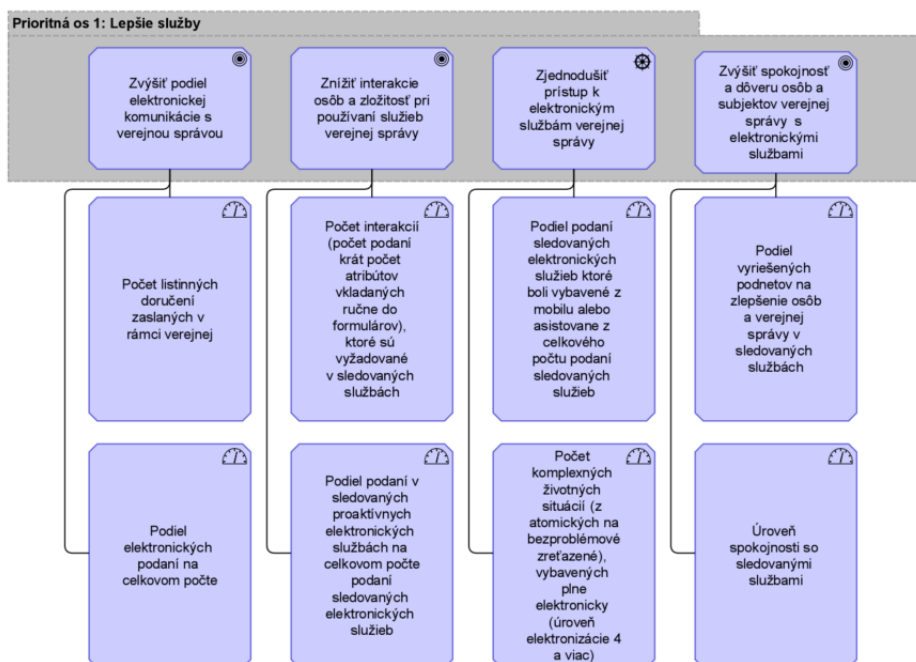 Prioritná os 1: Lepšie služby
Zvýšiť podiel
elektronickej
komunikácie s
verejnou správou
Znížiť interakcie
osôb a zložitosť pri
používaní služieb
verejnej správy
Zjednodušiť
prístup k
elektronickým
službám verejnej
správy
Zvýšiť spokojnosť
a dôveru osôb a
subjektov verejnej
správy s
elektronickými
službami
Počet listinných
doručení
zaslaných v
rámci verejnej
Počet interakcií
(počet podaní
krát počet
atribútov
vkladaných
ručne do
formulárov),
ktoré sú
vyžadované
v sledovaných
službách
Podiel podaní
sledovaných
elektronických
služieb ktoré
boli vybavené z
mobilu alebo
asistovane z
celkového
počtu podaní
sledovaných
služieb
Podiel
vyriešených
podnetov na
zlepšenie osôb
a verejnej
správy v
sledovaných
službách
Podiel
elektronických
podaní na
celkovom počte
Podiel podaní v
sledovaných
proaktívnych
elektronických
službách na
celkovom počte
podaní
sledovaných
elektronických
služieb
Počet
komplexných
životných
situácií (z
atomických na
bezproblémové
zreťazené),
vybavených
plne
elektronicky
(úroveň
elektronizácie 4
a viac)
Úroveň
spokojnosti so
sledovanými
službami